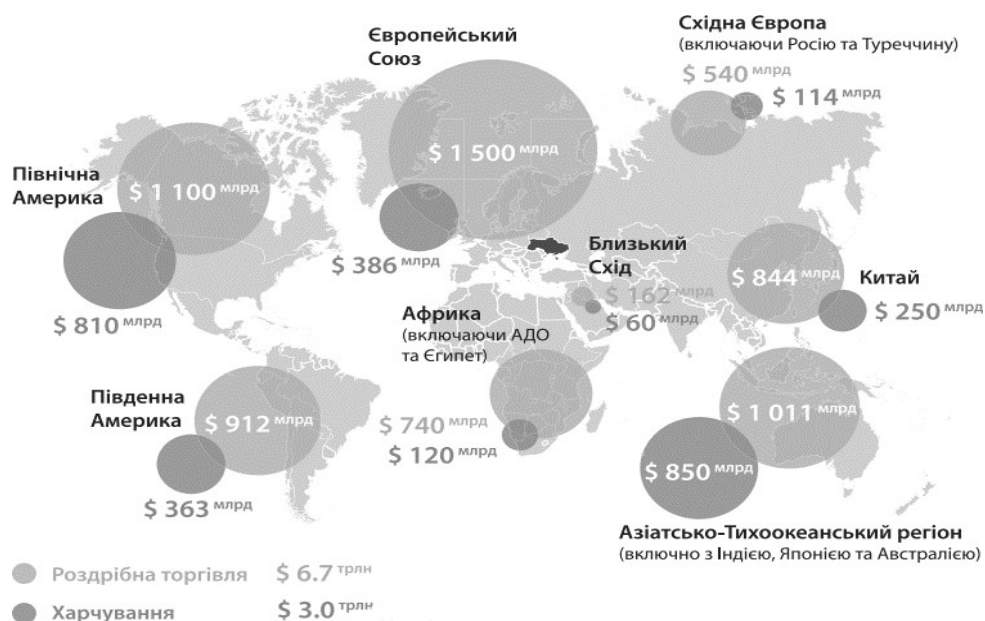 Європейський
Союз
$ 1 500 млрд
$ 386 млрд
Східна Європа
(включаючи Росію та Туреччину)
$ 540 млрд
$ 114 млрд
Північна
Америка
$ 1 100 млрд
$ 810 млрд
Близький
Схід
$ 162 млрд
$ 60 млрд
Китай
$ 844 млрд
$ 250 млрд
Африка
(включаючи АДО
та Єгипет)
$ 740 млрд
$ 120 млрд
Південна
Америка
$ 912 млрд
$ 363 млрд
$ 1 011 млрд
$ 850 млрд
Азіатсько-Тихоокеанський регіон
(включно з Індією, Японією та Австралією)
Роздрібна торгівля $ 6.7 трлн
Харчування $ 3.0 трлн